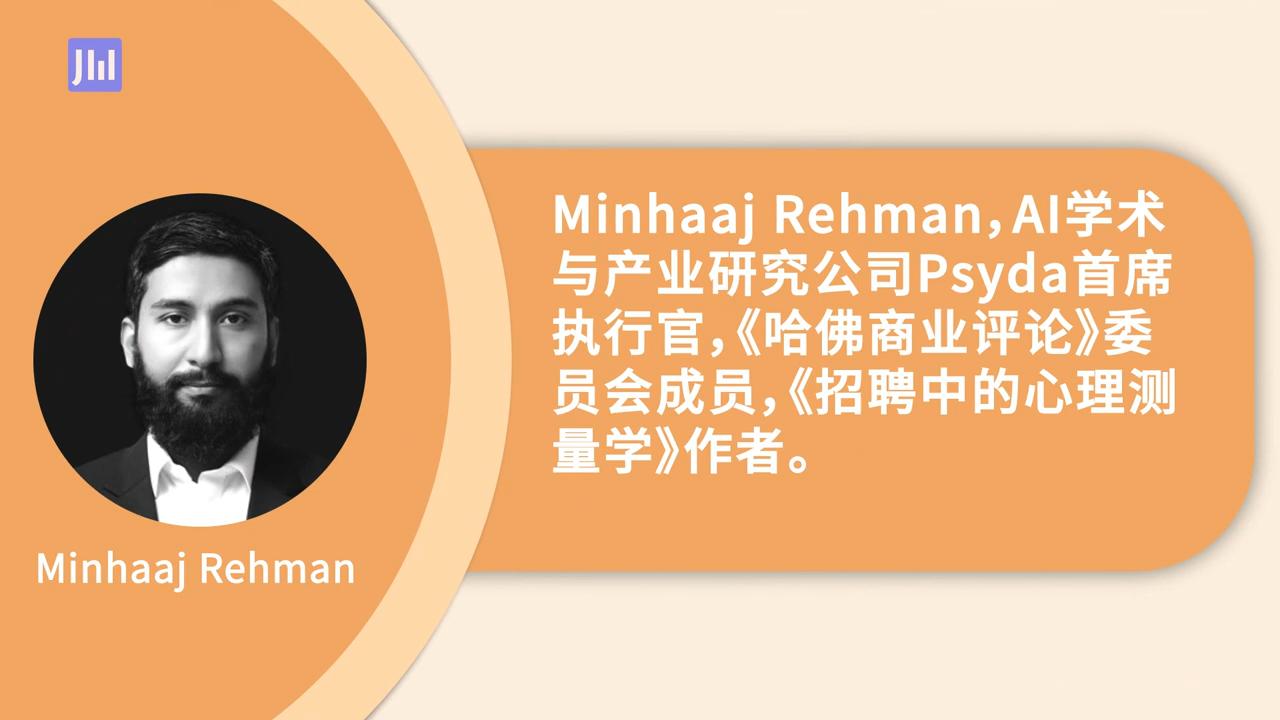 Minhaaj Rehman
Minhaaj Rehman，AI学术
与产业研究公司Psyda首席
执行官，《哈佛商业评论》委
员会成员，《招聘中的心理测
量学》作者。